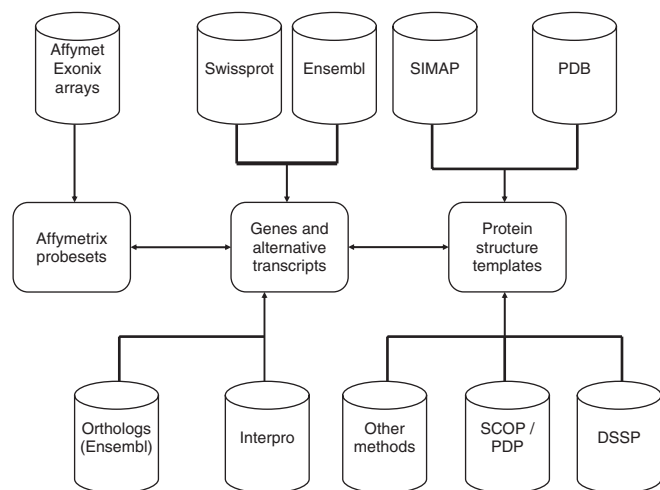 Affymet
Exonix
arrays
Swissprot
Ensembl
SIMAP
PDB
Affymetrix
probesets
Genes and
alternative
transcripts
Protein
structure
templates
Orthologs
(Ensembl)
Interpro
Other
methods
SCOP /
PDP
DSSP